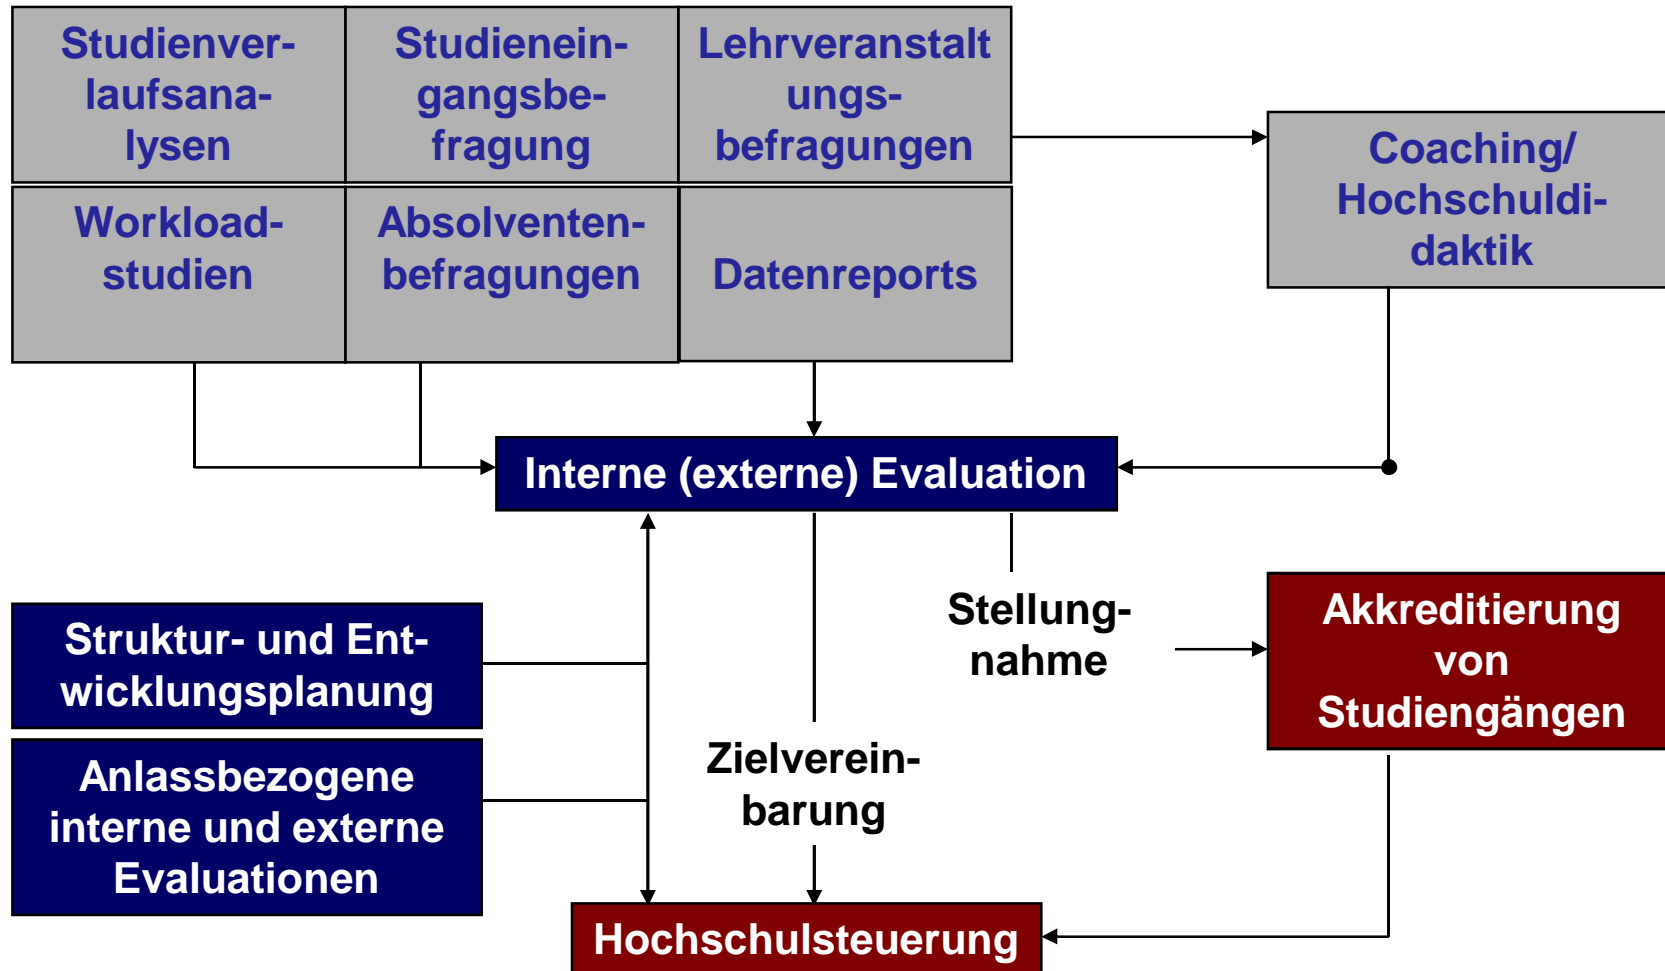 Studienver-
laufsana-
lysen
Studienein-
gangsbe-
fragung
Lehrveranstalt
ungs-
befragungen
Coaching/
Hochschuldi-
daktik
Workload-
studien
Absolventen-
befragungen
Datenreports
Interne (externe) Evaluation
Stellung-
nahme
Akkreditierung
von
Studiengängen
Struktur- und Ent-
wicklungsplanung
Zielverein-
barung
Anlassbezogene
interne und externe
Evaluationen
Hochschulsteuerung